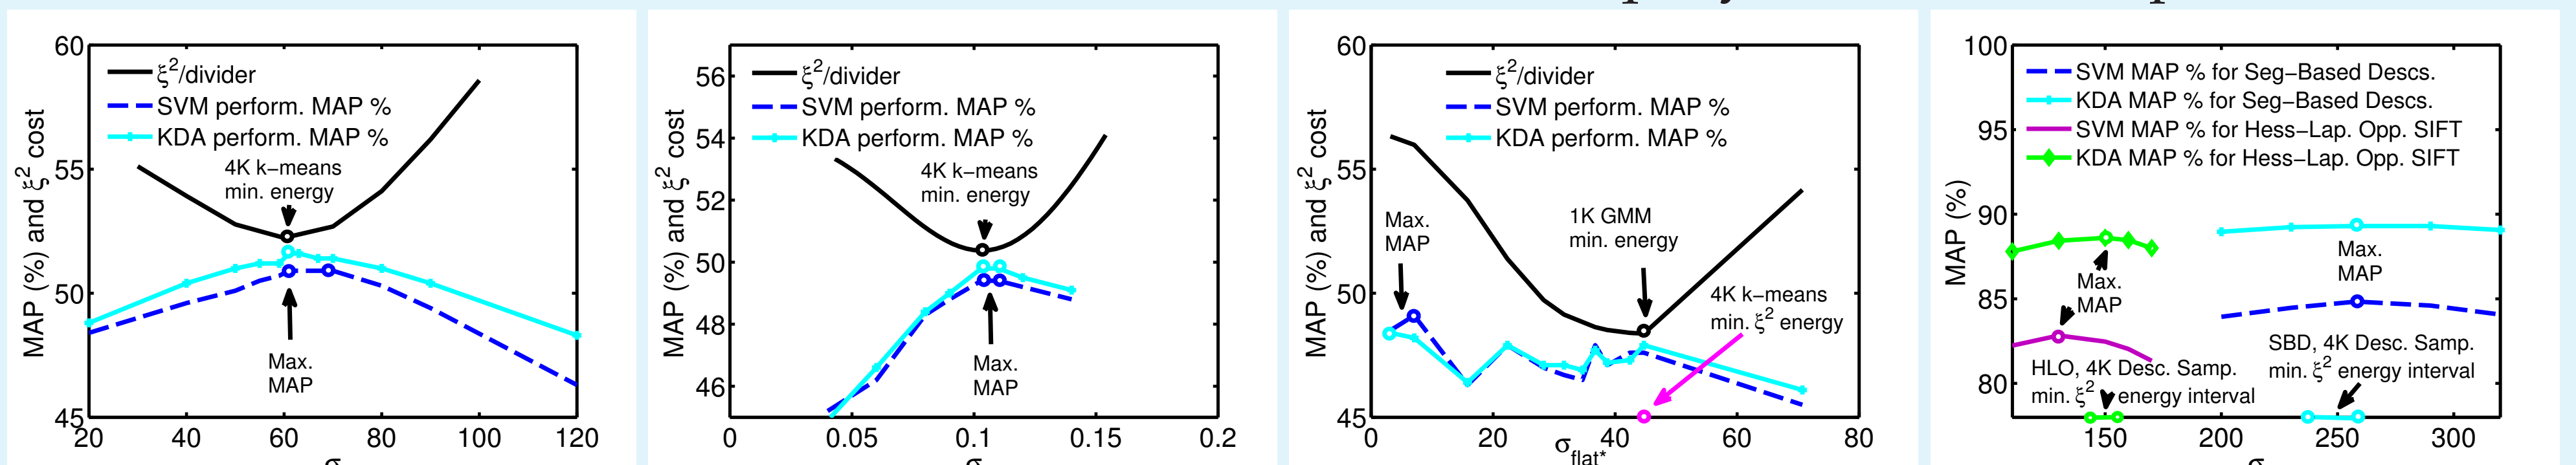 60
55
50
45
MAP (%) and ξ² cost
ξ²/divider
SVM perform. MAP %
KDA perform. MAP %
4K k−means
min. energy
Max.
MAP
20 40 60 80 100 120
σ
56
54
52
50
48
46
MAP (%) and ξ² cost
ξ²/divider
SVM perform. MAP %
KDA perform. MAP %
4K k−means
min. energy
Max.
MAP
0 0.05 0.1 0.15 0.2
σ
60
55
50
45
MAP (%) and ξ² cost
ξ²/divider
SVM perform. MAP %
KDA perform. MAP %
Max.
MAP
1K GMM
min. energy
4K k−means
min. ξ² energy
0 20 40 60 80
σflat*
100
95
90
85
80
MAP (%)
SVM MAP % for Seg−Based Descs.
KDA MAP % for Seg−Based Descs.
SVM MAP % for Hess−Lap. Opp. SIFT
KDA MAP % for Hess−Lap. Opp. SIFT
Max.
MAP
Max.
MAP
SBD, 4K Desc. Samp.
min. ξ² energy interval
HLO, 4K Desc. Samp.
min. ξ² energy interval
150 200 250 300
σ